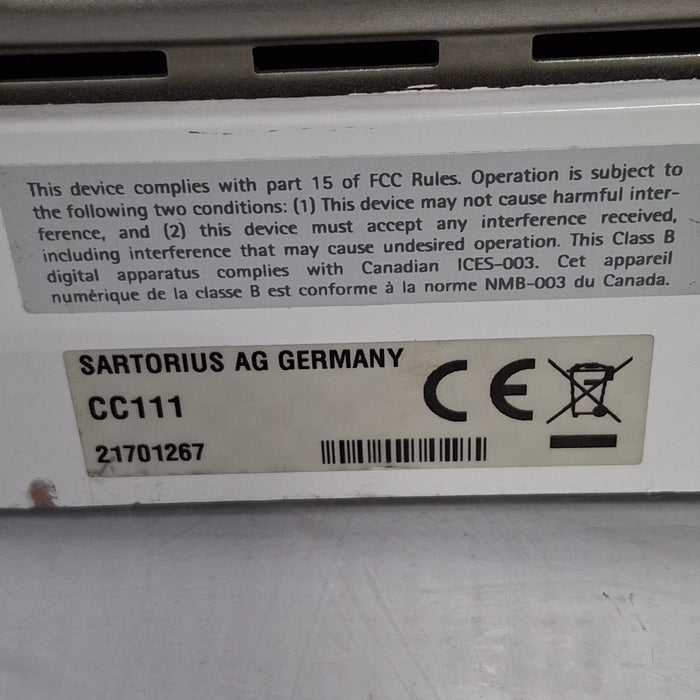 This device complies with part 15 of FCC Rules. Operation is subject to
the following two conditions: (1) This device may not cause harmful inter-
ference, and (2) this device must accept any interference received,
including interference that may cause undesired operation. This Class B
digital apparatus complies with Canadian ICES-003. Cet appareil
numérique de la classe B est conforme à la norme NMB-003 du Canada.
SARTORIUS AG GERMANY
CC111
21701267
CE